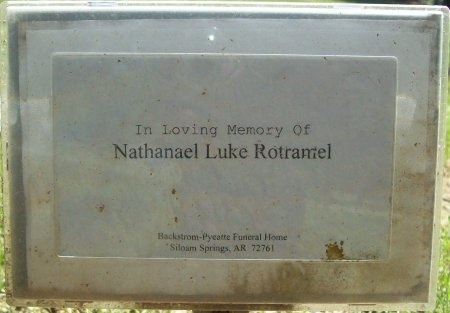 In Loving Memory Of
Nathanael Luke Rotramel
Backstrom-Pyeatte Funeral Home
Siloam Springs, AR 72761